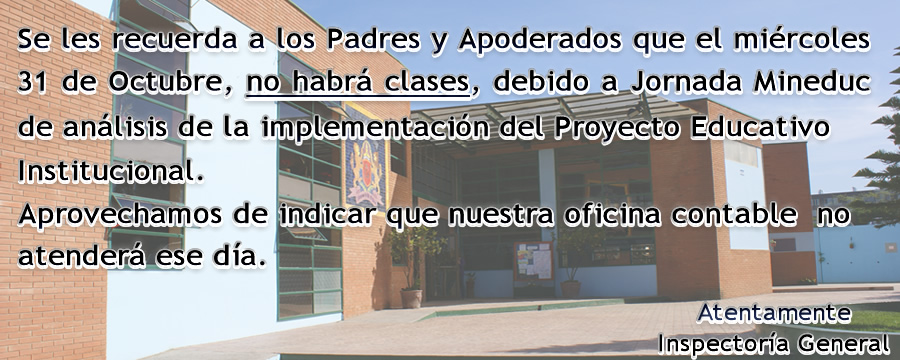 Se les recuerda a los Padres y Apoderados que el miércoles
31 de Octubre, no habrá clases, debido a Jornada Mineduc
de análisis de la implementación del Proyecto Educativo
Institucional.
Aprovechamos de indicar que nuestra oficina contable no
atenderá ese día.
Atentamente
Inspectoría General